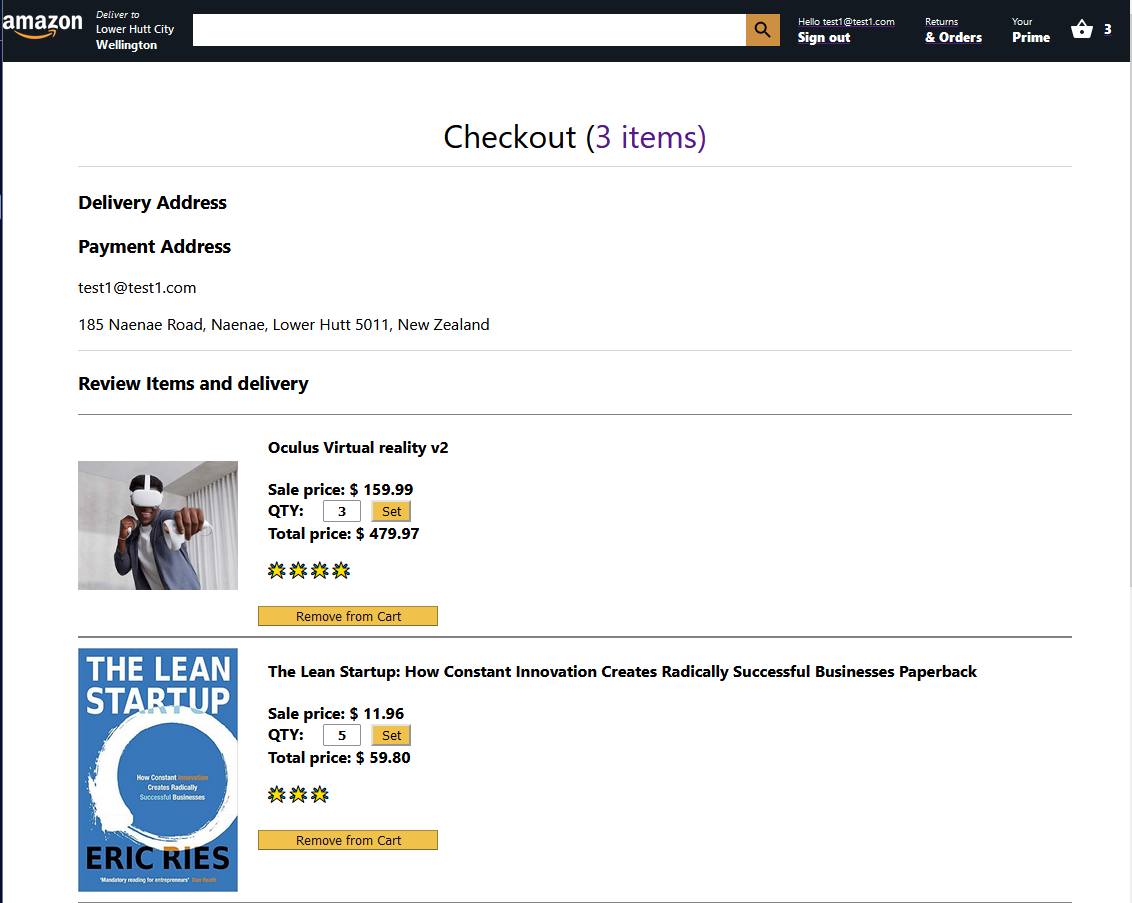 amazon
Deliver to
Lower Hutt City
Wellington
Hello test1@test1.com
Sign out
Returns
& Orders
Your
Prime
3
Checkout (3 items)
Delivery Address
Payment Address
test1@test1.com
185 Naenae Road, Naenae, Lower Hutt 5011, New Zealand
Review Items and delivery
Oculus Virtual reality v2
Sale price: $ 159.99
QTY: 3 Set
Total price: $ 479.97
Remove from Cart
THE LEAN
STARTUP
How Constant Innovation
Creates Radically
Successful Businesses
ERIC RIES
'Mandatory reading for entrepreneurs' Dan Heath
The Lean Startup: How Constant Innovation Creates Radically Successful Businesses Paperback
Sale price: $ 11.96
QTY: 5 Set
Total price: $ 59.80
Remove from Cart